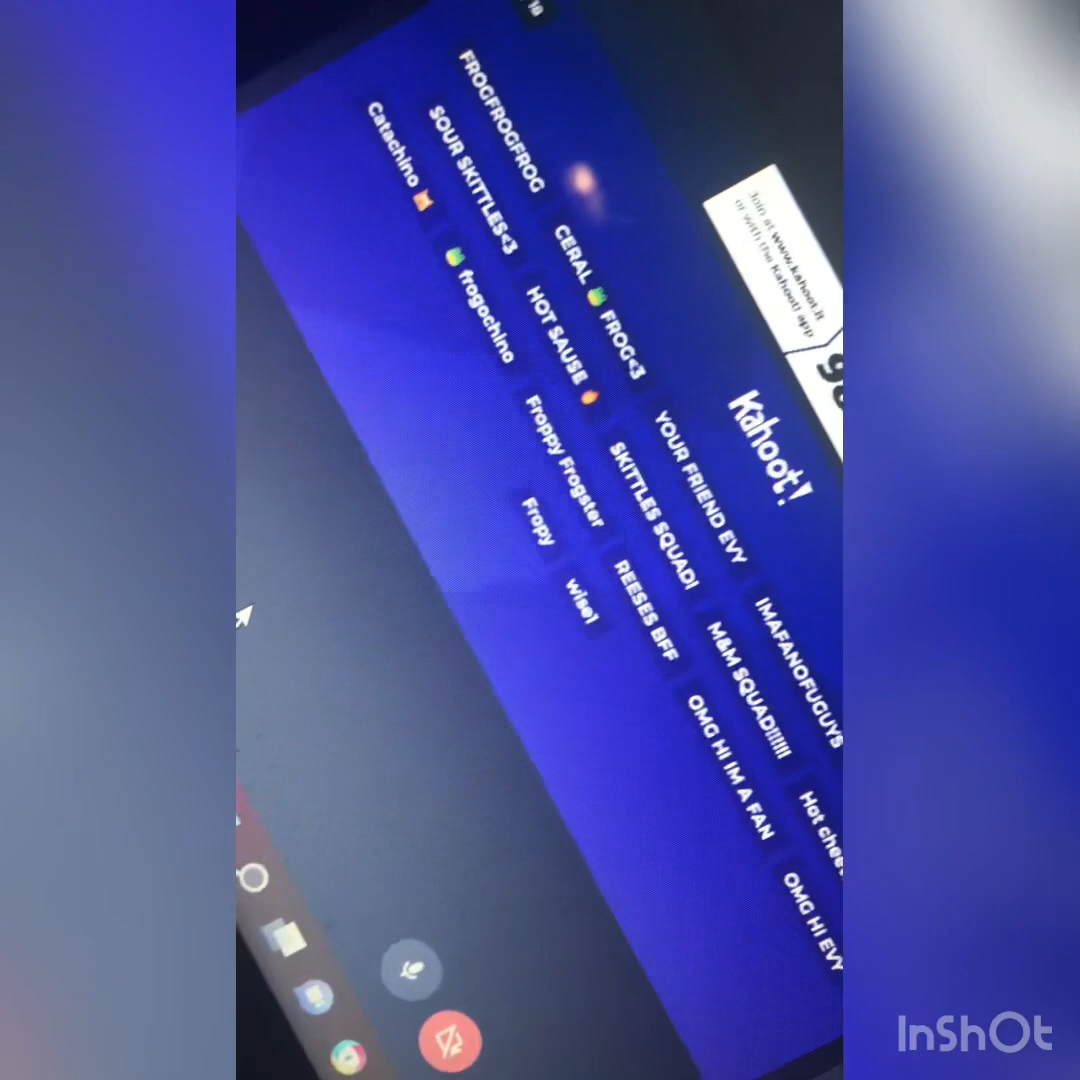 18
Join at www.kahoot.it
or with the Kahoot! app
Kahoot!
FROGFROGFROG CERAL 🐸 FROG<3 YOUR FRIEND EVY IMAFANOFUGUYS
SOUR SKITTLES<3 HOT SAUSE 🔥 SKITTLES SQUAD! M&M SQUAD!!!!!! Hot
Catachino 🐱 🐸 frogochino Froppy Frogster REESES BFF OMG HI IM A FAN OMG HI EVY
Fropy wise1
InShOt